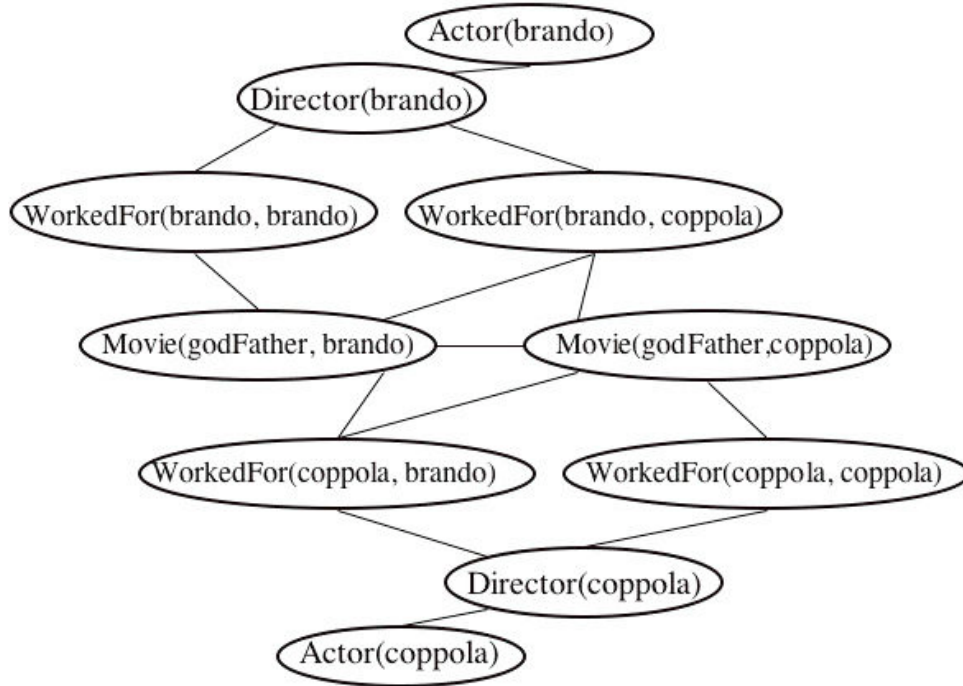 Actor(brando)
Director(brando)
WorkedFor(brando, brando)
WorkedFor(brando, coppola)
Movie(godFather, brando)
Movie(godFather,coppola)
WorkedFor(coppola, brando)
WorkedFor(coppola, coppola)
Director(coppola)
Actor(coppola)